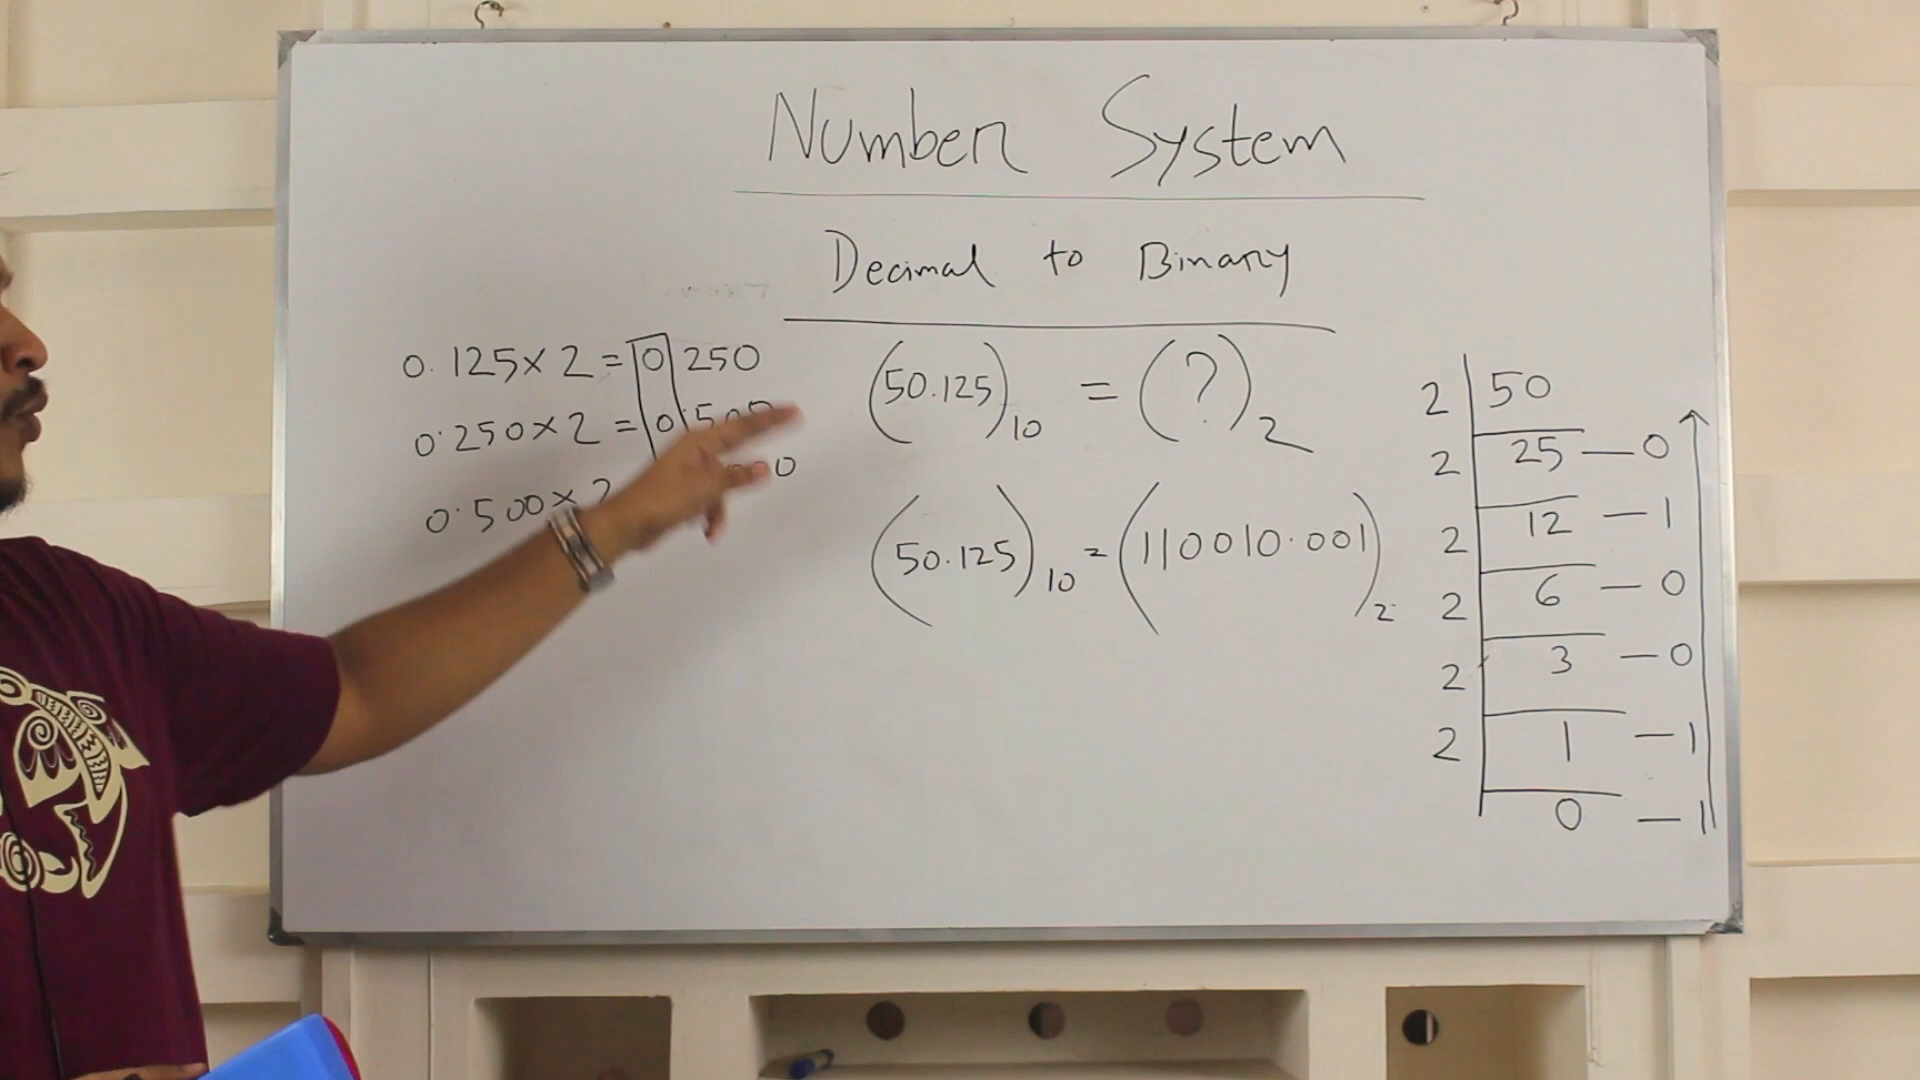 Number System
Decimal to Binary
0.125 x 2 = 0 250
0.250 x 2 = 0.500
0.500 x 2
(50.125)10 = (?)2
(50.125)10 = (110010.001)2
2 50
2 25 — 0
2 12 — 1
2 6 — 0
2 3 — 0
2 1 — 1
0 — 1